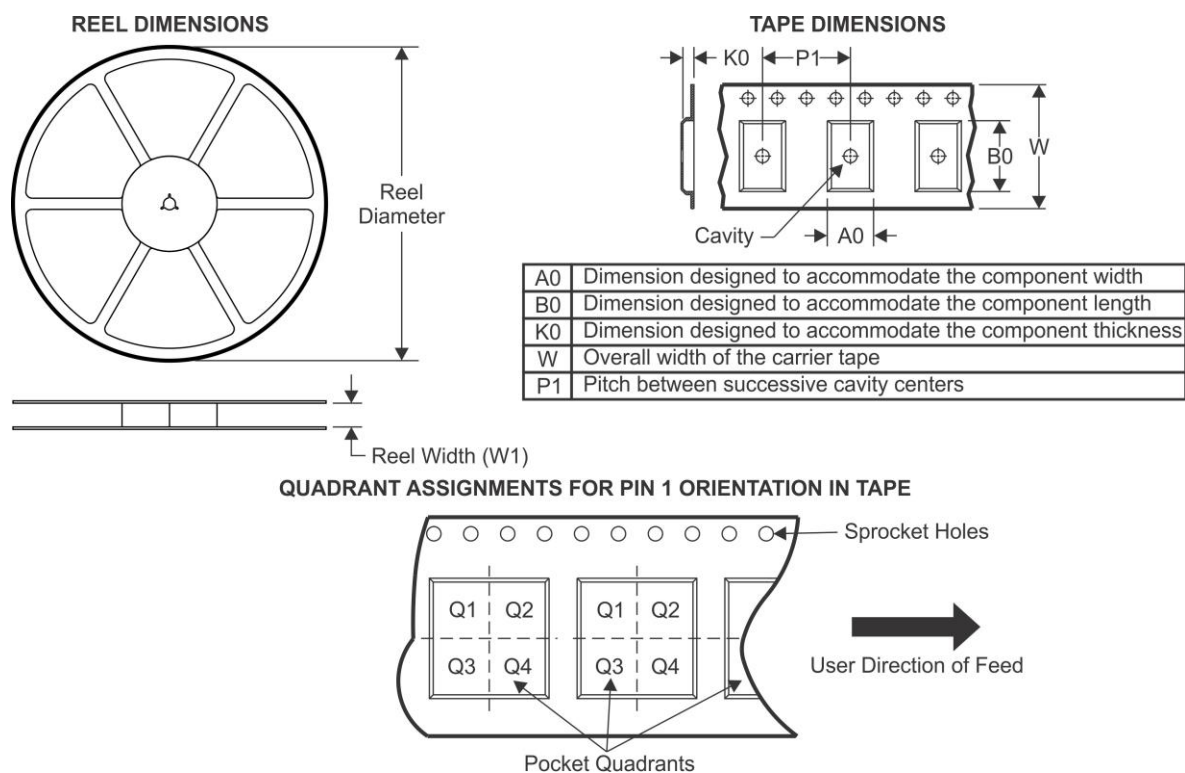 REEL DIMENSIONS
Reel
Diameter
Reel Width (W1)
TAPE DIMENSIONS
K0
P1
B0
W
Cavity
A0
A0 Dimension designed to accommodate the component width
B0 Dimension designed to accommodate the component length
K0 Dimension designed to accommodate the component thickness
W Overall width of the carrier tape
P1 Pitch between successive cavity centers
QUADRANT ASSIGNMENTS FOR PIN 1 ORIENTATION IN TAPE
Sprocket Holes
Q1 Q2 Q1 Q2
Q3 Q4 Q3 Q4
User Direction of Feed
Pocket Quadrants